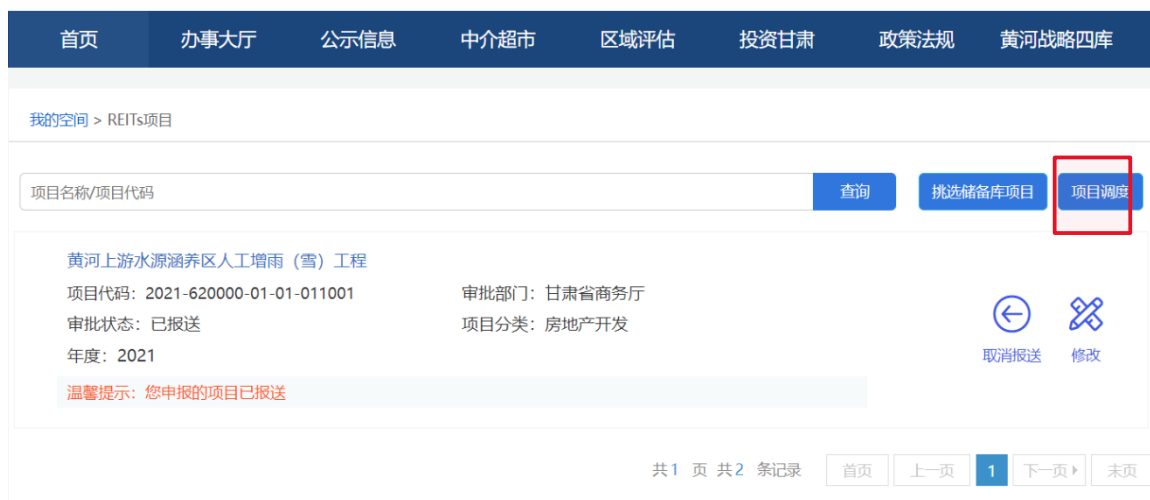 首页 办事大厅 公示信息 中介超市 区域评估 投资甘肃 政策法规 黄河战略四库
我的空间 > REITs项目
项目名称/项目代码 查询 挑选储备库项目 项目调度
黄河上游水源涵养区人工增雨（雪）工程
项目代码：2021-620000-01-01-011001 审批部门：甘肃省商务厅
审批状态：已报送 项目分类：房地产开发
年度：2021 取消报送 修改
温馨提示：您申报的项目已报送
共1 页 共2 条记录 首页 上一页 1 下一页 末页